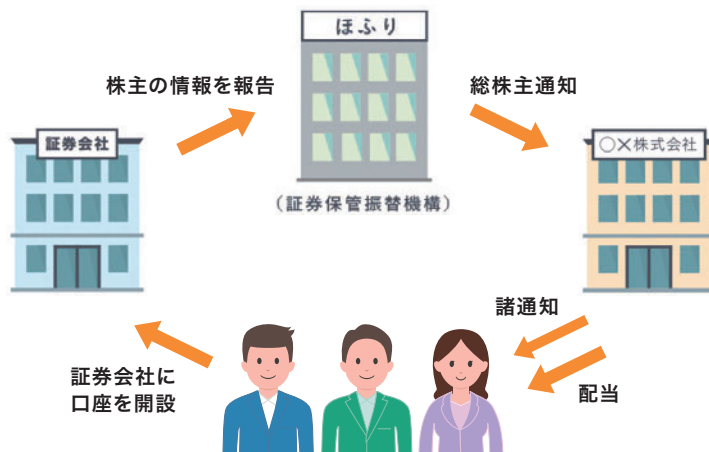 ほふり
株主の情報を報告
総株主通知
証券会社
○×株式会社
（証券保管振替機構）
諸通知
証券会社に
口座を開設
配当